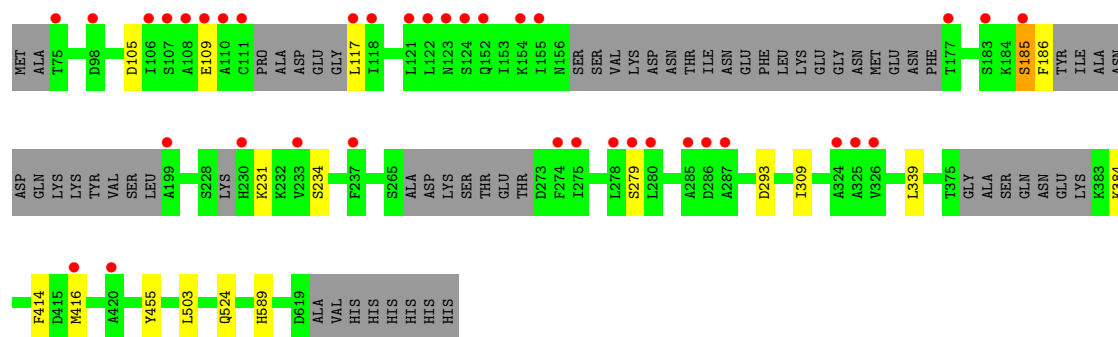 MET ALA T75 D98 D105 I106 S107 A108 E109 A110 C111 PRO ALA ASP GLU GLY L117 I118 L121 L122 N123 S124 Q152 I153 K154 I155 N156 SER SER VAL LYS ASP ASN THR ILE ASN GLU PHE LEU LYS GLU GLY ASN MET GLU ASN PHE T177 S183 K184 S185 F186 TYR ILE ALA ASN
ASP GLN LYS LYS TYR VAL SER LEU A199 S228 LYS H230 K231 K232 V233 S234 F237 S265 ALA ASP LYS SER THR GLU THR D273 F274 I275 L278 S279 L280 A285 D286 A287 D293 I309 A324 A325 V326 L339 T375 GLY ALA SER GLN ASN GLU LYS K383 K384
F414 D415 M416 A420 Y455 L503 Q524 H589 D619 ALA VAL HIS HIS HIS HIS HIS HIS